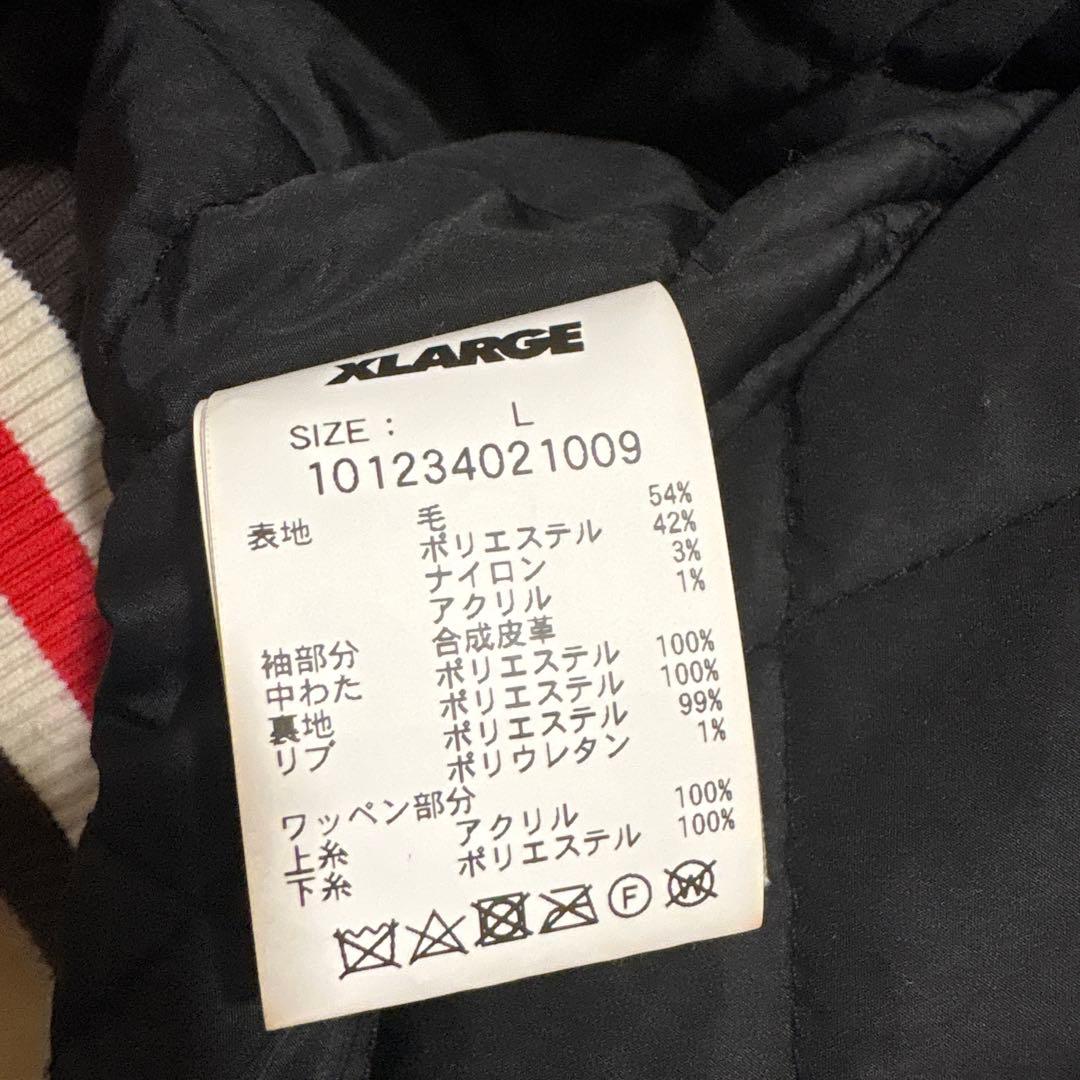 XLARGE
SIZE : L
101234021009
表地 毛 54%
ポリエステル 42%
ナイロン 3%
アクリル 1%
袖部分 合成皮革
中わた ポリエステル 100%
裏地 ポリエステル 100%
リブ ポリエステル 99%
ポリウレタン 1%
ワッペン部分
上糸 アクリル 100%
下糸 ポリエステル 100%
F W